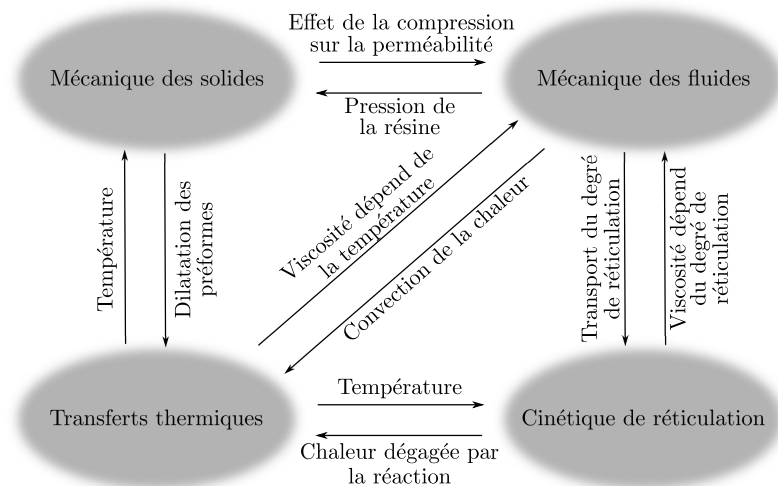 Effet de la compression
sur la perméabilité
Mécanique des solides
Mécanique des fluides
Pression de
la résine
Température
Dilatation des
préformes
Viscosité dépend de
la température
Convection de la chaleur
Transport du degré
de réticulation
Viscosité dépend
du degré de
réticulation
Température
Transferts thermiques
Cinétique de réticulation
Chaleur dégagée par
la réaction